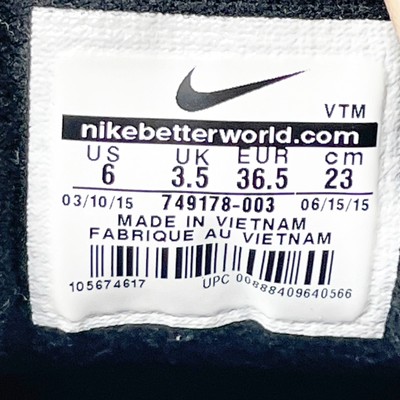 VTM
nikebetterworld.com
US UK EUR cm
6 3.5 36.5 23
03/10/15 749178-003 06/15/15
MADE IN VIETNAM
FABRIQUE AU VIETNAM
105674617 UPC 00888409640566